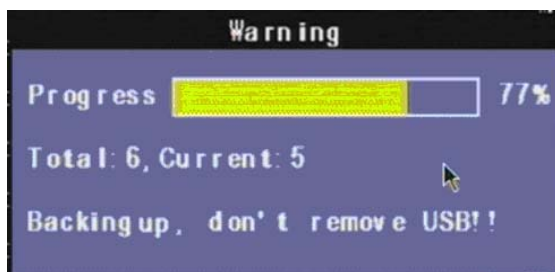 Warning
Progress 77%
Total: 6, Current: 5
Backing up, don't remove USB!!